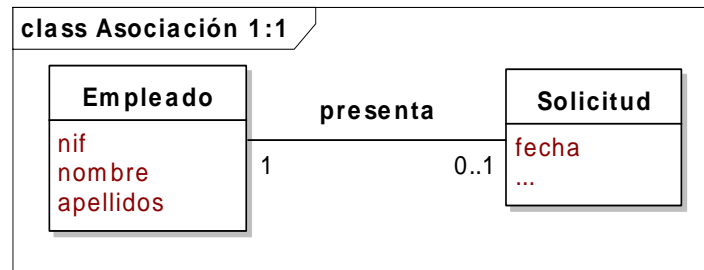 class Asociación 1:1
Empleado
nif
nombre
apellidos
presenta
1
0..1
Solicitud
fecha
...